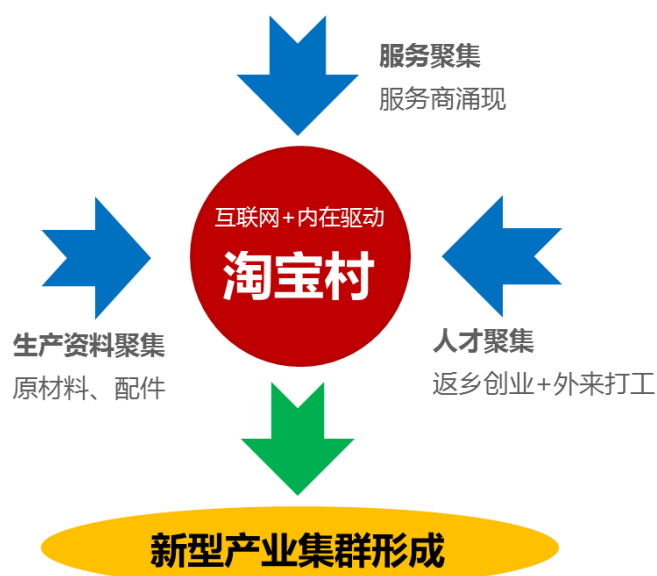 服务聚集
服务商涌现
互联网+内在驱动
淘宝村
生产资料聚集
原材料、配件
人才聚集
返乡创业+外来打工
新型产业集群形成